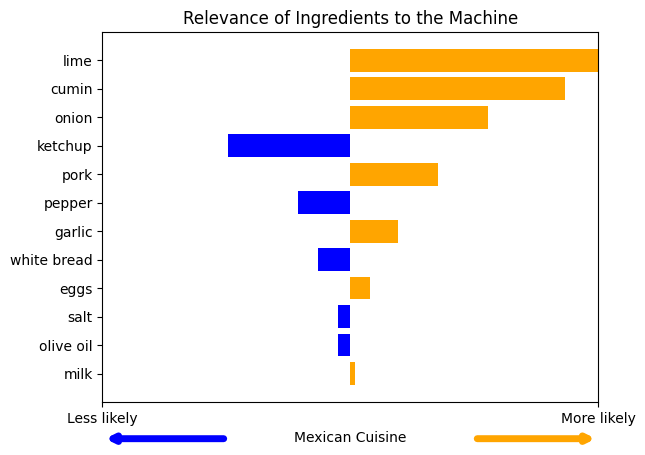 Relevance of Ingredients to the Machine
lime
cumin
onion
ketchup
pork
pepper
garlic
white bread
eggs
salt
olive oil
milk
Less likely
More likely
Mexican Cuisine